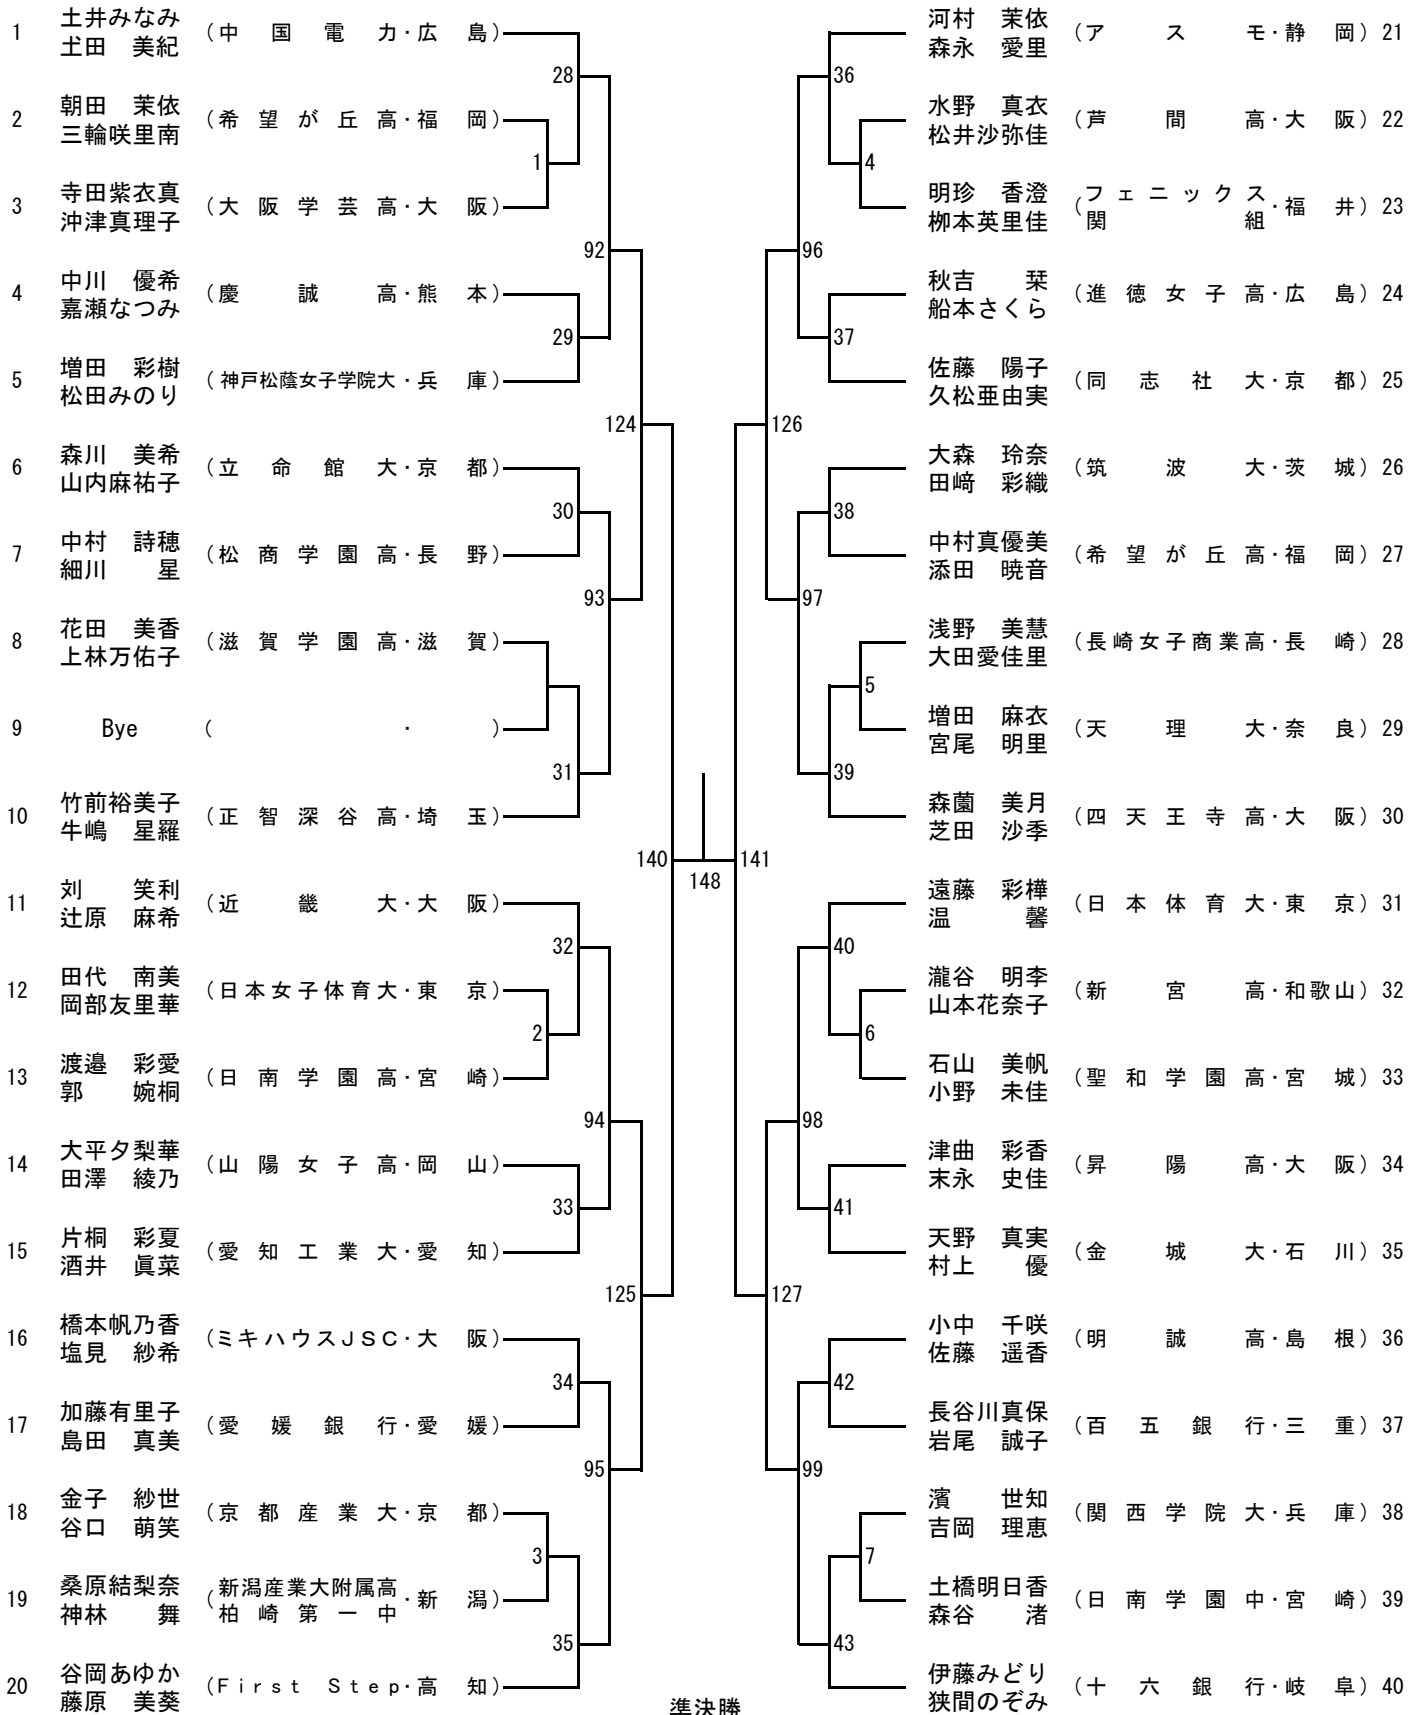 1 土井みなみ
土田　美紀 （中国電力・広島）
2 朝田　茉依
三輪咲里南 （希望が丘高・福岡）
3 寺田紫衣真
沖津真理子 （大阪学芸高・大阪）
4 中川　優希
嘉瀬なつみ （慶誠高・熊本）
5 増田　彩樹
松田みのり （神戸松蔭女子学院大・兵庫）
6 森川　美希
山内麻祐子 （立命館大・京都）
7 中村　詩穂
細川　星 （松商学園高・長野）
8 花田　美香
上林万佑子 （滋賀学園高・滋賀）
9 Bye （　・　）
10 竹前裕美子
牛嶋　星羅 （正智深谷高・埼玉）
11 刘　笑利
辻原　麻希 （近畿大・大阪）
12 田代　南美
岡部友里華 （日本女子体育大・東京）
13 渡邉　彩愛
郭　婉桐 （日南学園高・宮崎）
14 大平夕梨華
田澤　綾乃 （山陽女子高・岡山）
15 片桐　彩夏
酒井　眞菜 （愛知工業大・愛知）
16 橋本帆乃香
塩見　紗希 （ミキハウスＪＳＣ・大阪）
17 加藤有里子
島田　真美 （愛媛銀行・愛媛）
18 金子　紗世
谷口　萌笑 （京都産業大・京都）
19 桑原結梨奈
神林　舞 （新潟産業大附属高
柏崎第一中・新潟）
20 谷岡あゆか
藤原　美葵 （First Step・高知）
28
1
92
29
124
30
93
31
140
32
2
94
33
125
34
95
3
35
148
準決勝
36
4
96
37
126
38
97
5
39
141
40
6
98
41
127
42
99
7
43
河村　茉依
森永　愛里 （アスモ・静岡） 21
水野　真衣
松井沙弥佳 （芦間高・大阪） 22
明珍　香澄
栁本英里佳 （フェニックス
関組・福井） 23
秋吉　栞
船本さくら （進徳女子高・広島） 24
佐藤　陽子
久松亜由実 （同志社大・京都） 25
大森　玲奈
田﨑　彩織 （筑波大・茨城） 26
中村真優美
添田　暁音 （希望が丘高・福岡） 27
浅野　美慧
大田愛佳里 （長崎女子商業高・長崎） 28
増田　麻衣
宮尾　明里 （天理大・奈良） 29
森薗　美月
芝田　沙季 （四天王寺高・大阪） 30
遠藤　彩樺
温　馨 （日本体育大・東京） 31
瀧谷　明李
山本花奈子 （新宮高・和歌山） 32
石山　美帆
小野　未佳 （聖和学園高・宮城） 33
津曲　彩香
末永　史佳 （昇陽高・大阪） 34
天野　真実
村上　優 （金城大・石川） 35
小中　千咲
佐藤　遥香 （明誠高・島根） 36
長谷川真保
岩尾　誠子 （百五銀行・三重） 37
濱　世知
吉岡　理恵 （関西学院大・兵庫） 38
土橋明日香
森谷　渚 （日南学園中・宮崎） 39
伊藤みどり
狭間のぞみ （十六銀行・岐阜） 40